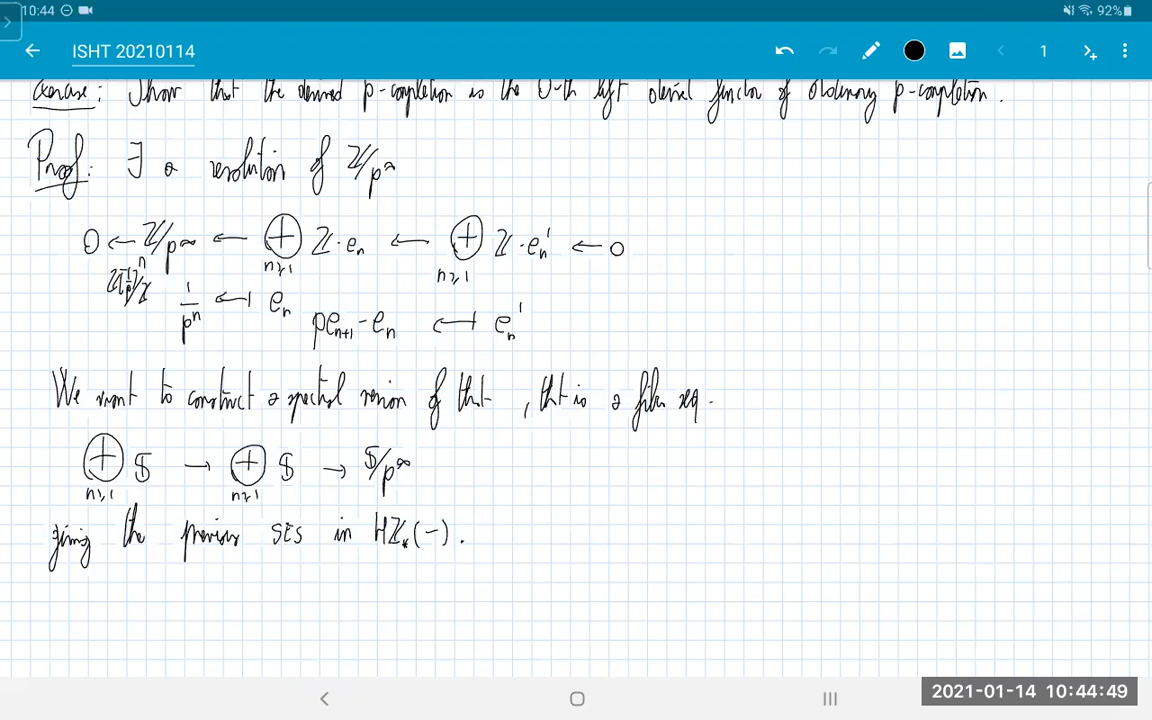 10:44
92%
ISHT 20210114
1
Exercise: Show that the derived p-completion is the 0-th left derived functor of ordinary p-completion.
Proof: ∃ a resolution of ℤ/p^∞
0 ← ℤ/p^∞ ← ⊕_{n≥1} ℤ·e_n ← ⊕_{n≥1} ℤ·e_n' ← 0
ℤ[1/p]/ℤ
1/p^n ↤ e_n
pe_{n+1} - e_n ↤ e_n'
We want to construct a spectral version of that, that is a fiber seq.
⊕_{n≥1} 𝕊 → ⊕_{n≥1} 𝕊 → 𝕊/p^∞
giving the previous SES in Hℤ_*(-).
2021-01-14 10:44:49